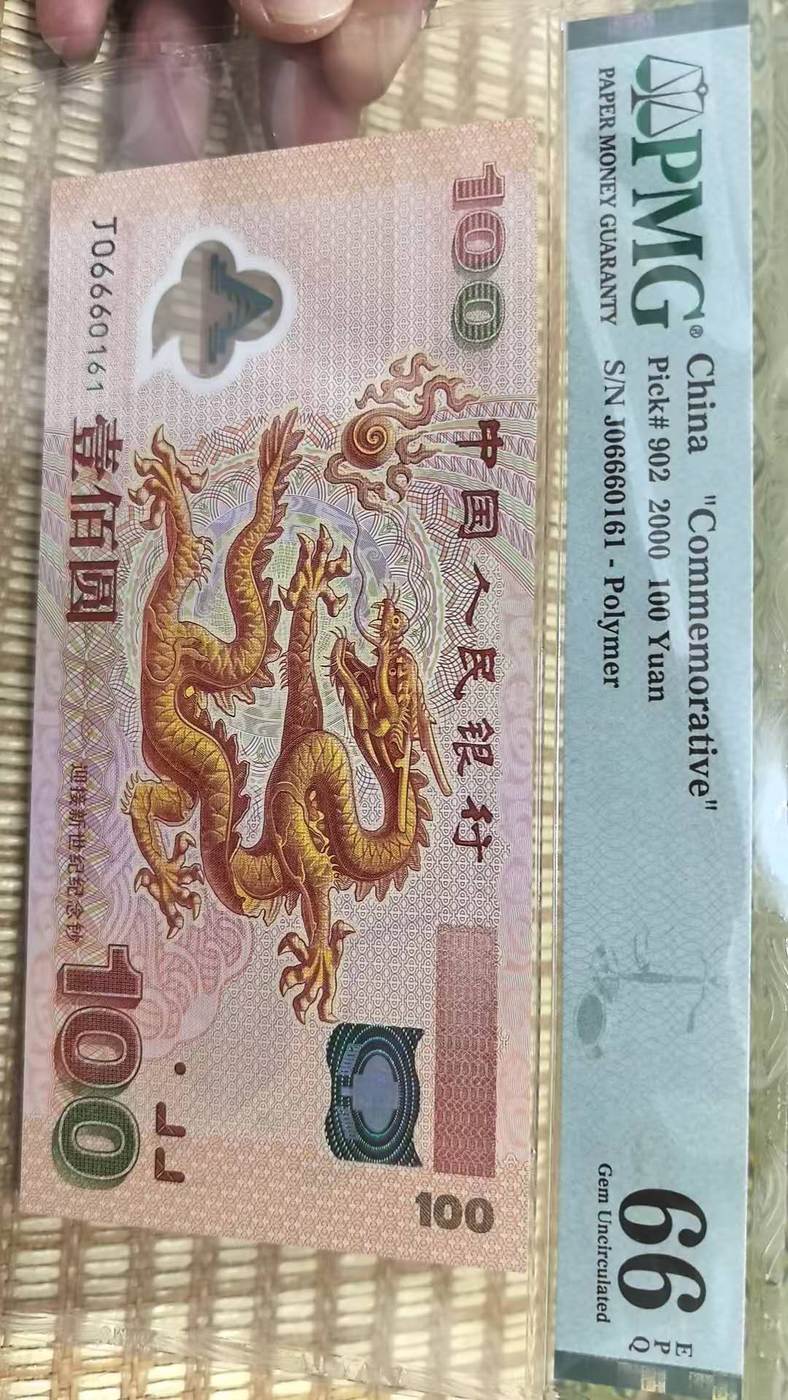 PMG®
PAPER MONEY GUARANTY
China "Commemorative"
Pick# 902 2000 100 Yuan
S/N J06660161 - Polymer
66
EPQ
Gem Uncirculated
100
中国人民银行
100
J06660161
壹佰圆
迎接新世纪纪念钞
100